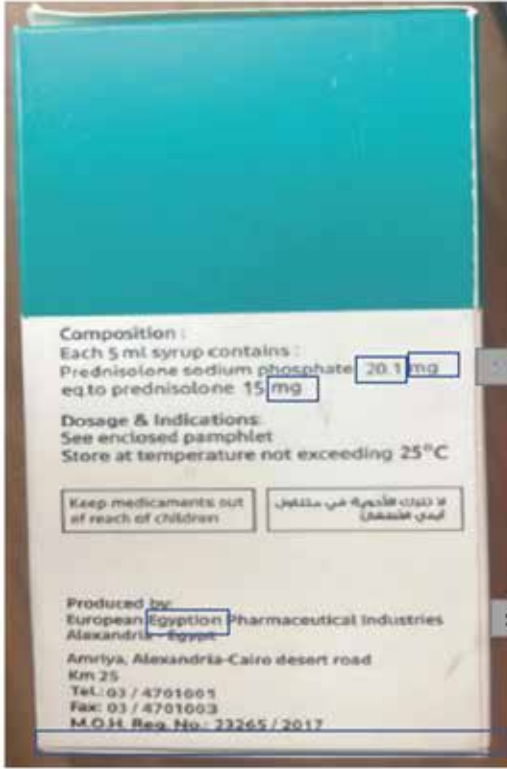 Composition :
Each 5 ml syrup contains :
Prednisolone sodium phosphate 20.1 mg
eq.to prednisolone 15 mg
Dosage & Indications:
See enclosed pamphlet
Store at temperature not exceeding 25°C
Keep medicaments out
of reach of children
لا تترك الأدوية في متناول
أيدي الأطفال
Produced by:
European Egyption Pharmaceutical Industries
Alexandria - Egypt
Amriya, Alexandria-Cairo desert road
Km 25
Tel.: 03 / 4701001
Fax: 03 / 4701003
M.O.H. Reg. No.: 23265 / 2017